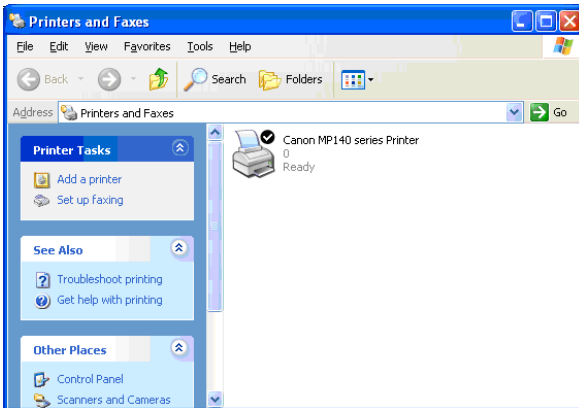 Printers and Faxes
File Edit View Favorites Tools Help
Back Search Folders
Address Printers and Faxes Go
Printer Tasks
Add a printer
Set up faxing
See Also
Troubleshoot printing
Get help with printing
Other Places
Control Panel
Scanners and Cameras
Canon MP140 series Printer
0
Ready